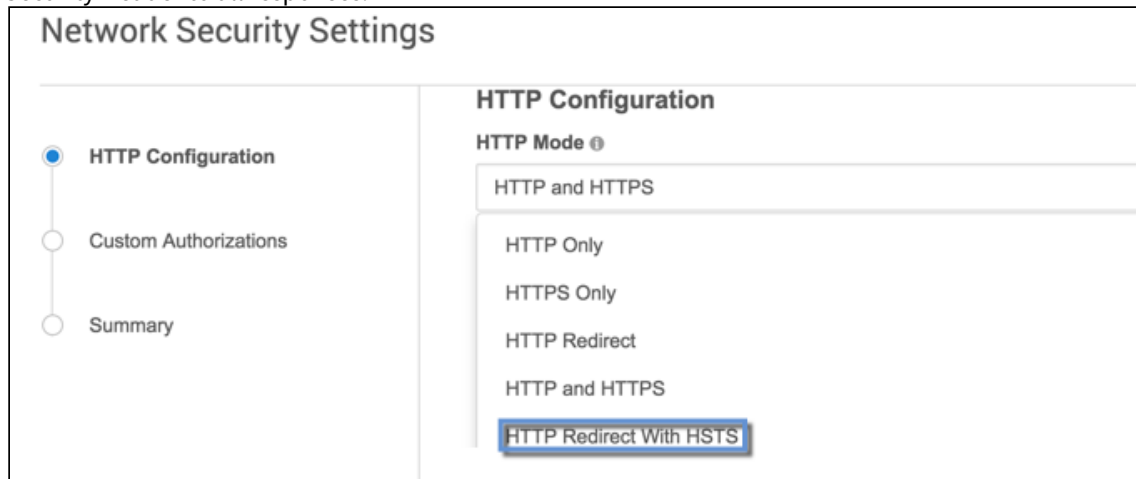 Network Security Settings
HTTP Configuration
HTTP Mode
HTTP Configuration
HTTP and HTTPS
Custom Authorizations
HTTP Only
HTTPS Only
Summary
HTTP Redirect
HTTP and HTTPS
HTTP Redirect With HSTS